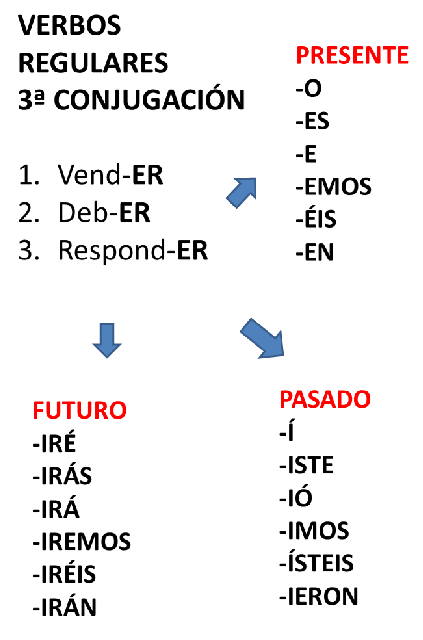 VERBOS
REGULARES
3ª CONJUGACIÓN
1. Vend-ER
2. Deb-ER
3. Respond-ER
PRESENTE
-O
-ES
-E
-EMOS
-ÉIS
-EN
FUTURO
-IRÉ
-IRÁS
-IRÁ
-IREMOS
-IRÉIS
-IRÁN
PASADO
-Í
-ISTE
-IÓ
-IMOS
-ÍSTEIS
-IERON